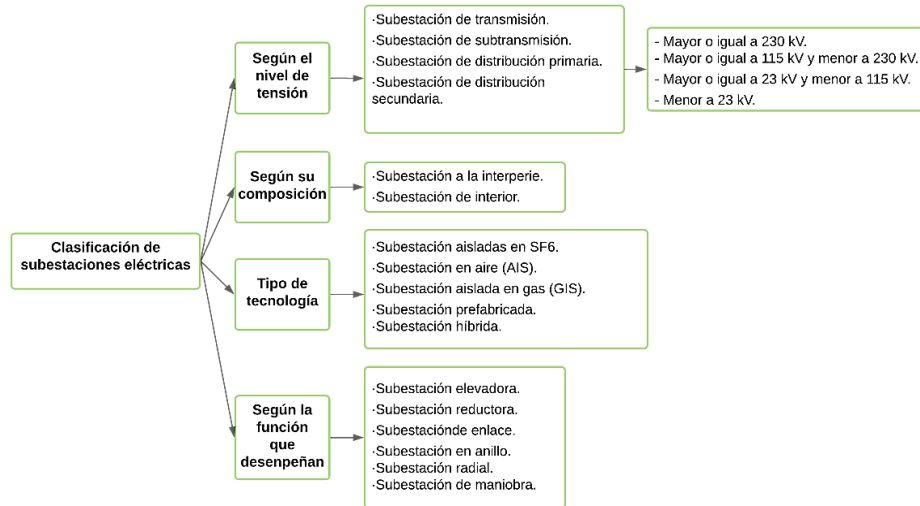 Clasificación de
subestaciones eléctricas
Según el
nivel de
tensión
·Subestación de transmisión.
·Subestación de subtransmisión.
·Subestación de distribución primaria.
·Subestación de distribución
secundaria.
- Mayor o igual a 230 kV.
- Mayor o igual a 115 kV y menor a 230 kV.
- Mayor o igual a 23 kV y menor a 115 kV.
- Menor a 23 kV.
Según su
composición
·Subestación a la interperie.
·Subestación de interior.
Tipo de
tecnología
·Subestación aisladas en SF6.
·Subestación en aire (AIS).
·Subestación aislada en gas (GIS).
·Subestación prefabricada.
·Subestación híbrida.
Según la
función
que
desenpeñan
·Subestación elevadora.
·Subestación reductora.
·Subestaciónde enlace.
·Subestación en anillo.
·Subestación radial.
·Subestación de maniobra.